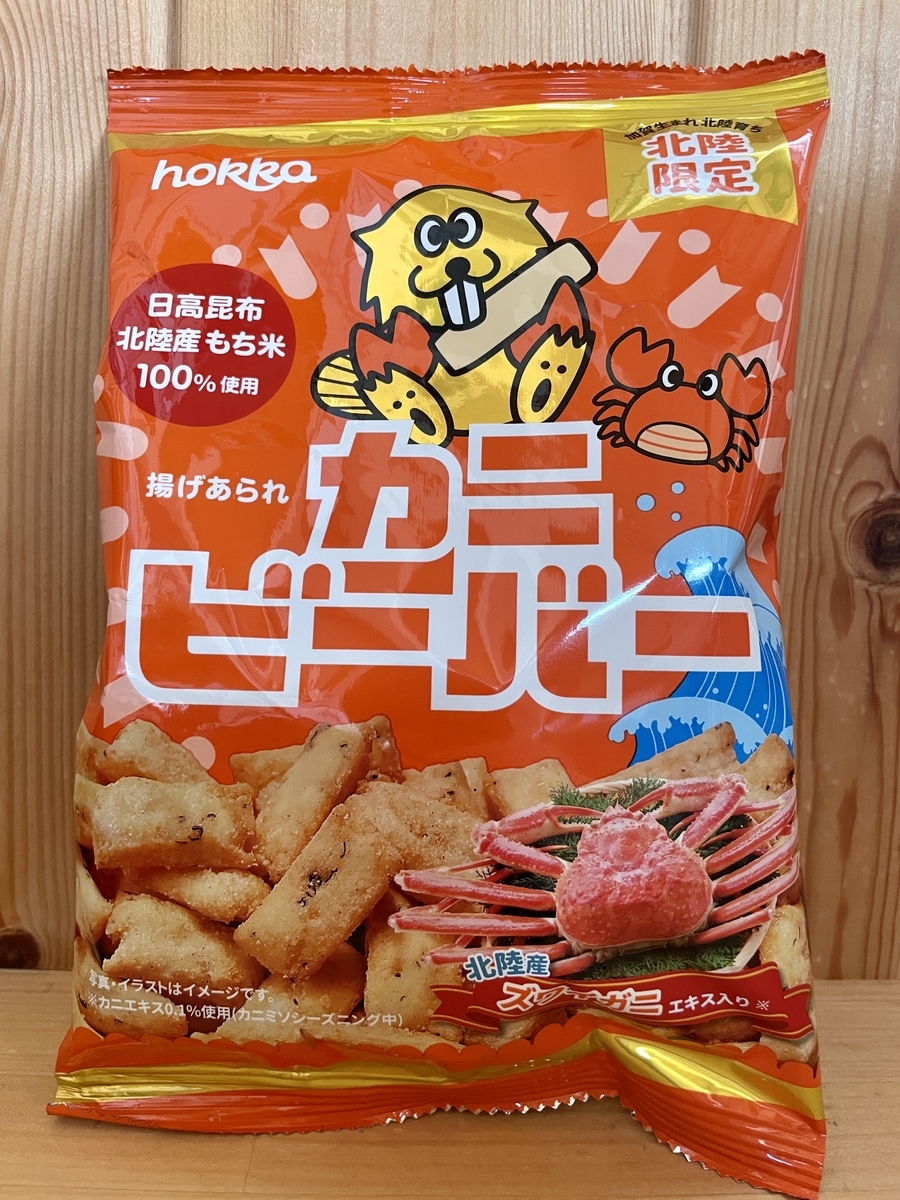 hokka
加賀生まれ北陸育ち
北陸
限定
日高昆布
北陸産もち米
100%使用
揚げあられ
カニ
ビーバー
北陸産
ズワイガニ エキス入り ※
写真・イラストはイメージです。
※カニエキス0.1%使用(カニミソシーズニング中)